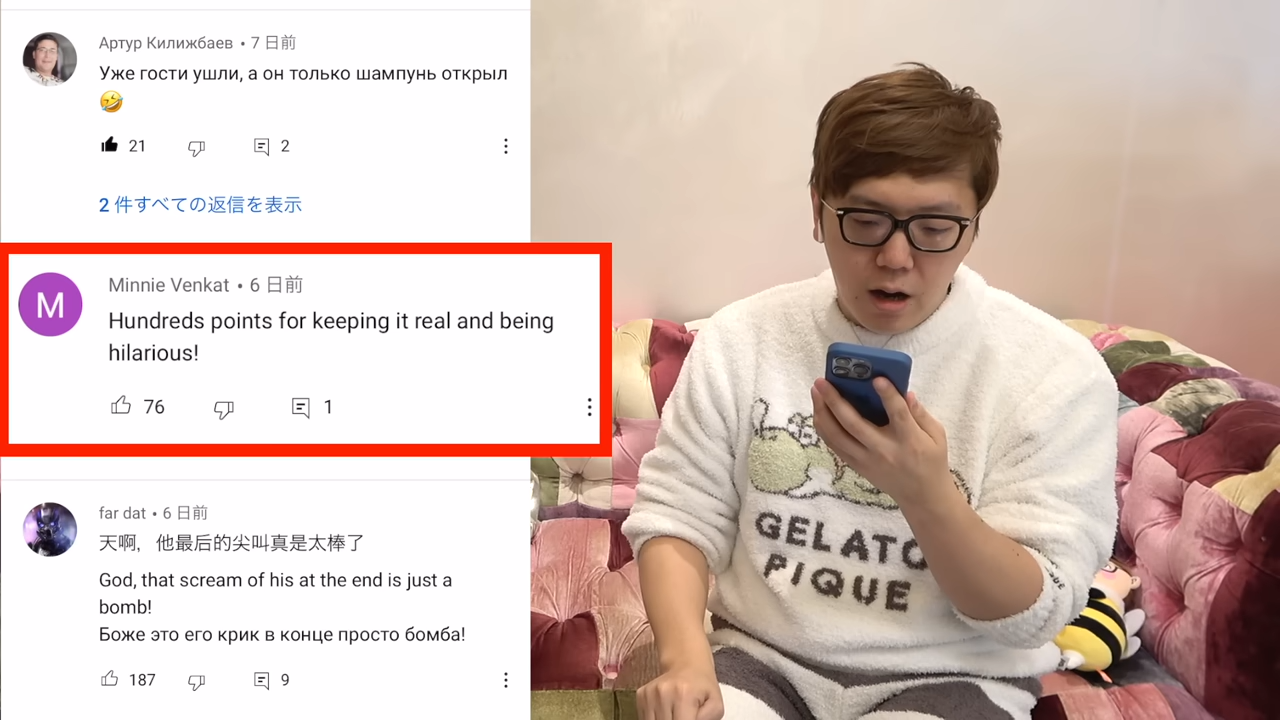 Артур Килижбаев • 7 日前
Уже гости ушли, а он только шампунь открыл
🤣
21
2
2 件すべての返信を表示
M
Minnie Venkat • 6 日前
Hundreds points for keeping it real and being
hilarious!
76
1
far dat • 6 日前
天啊，他最后的尖叫真是太棒了
God, that scream of his at the end is just a
bomb!
Боже это его крик в конце просто бомба!
187
9
GELATO
PIQUE